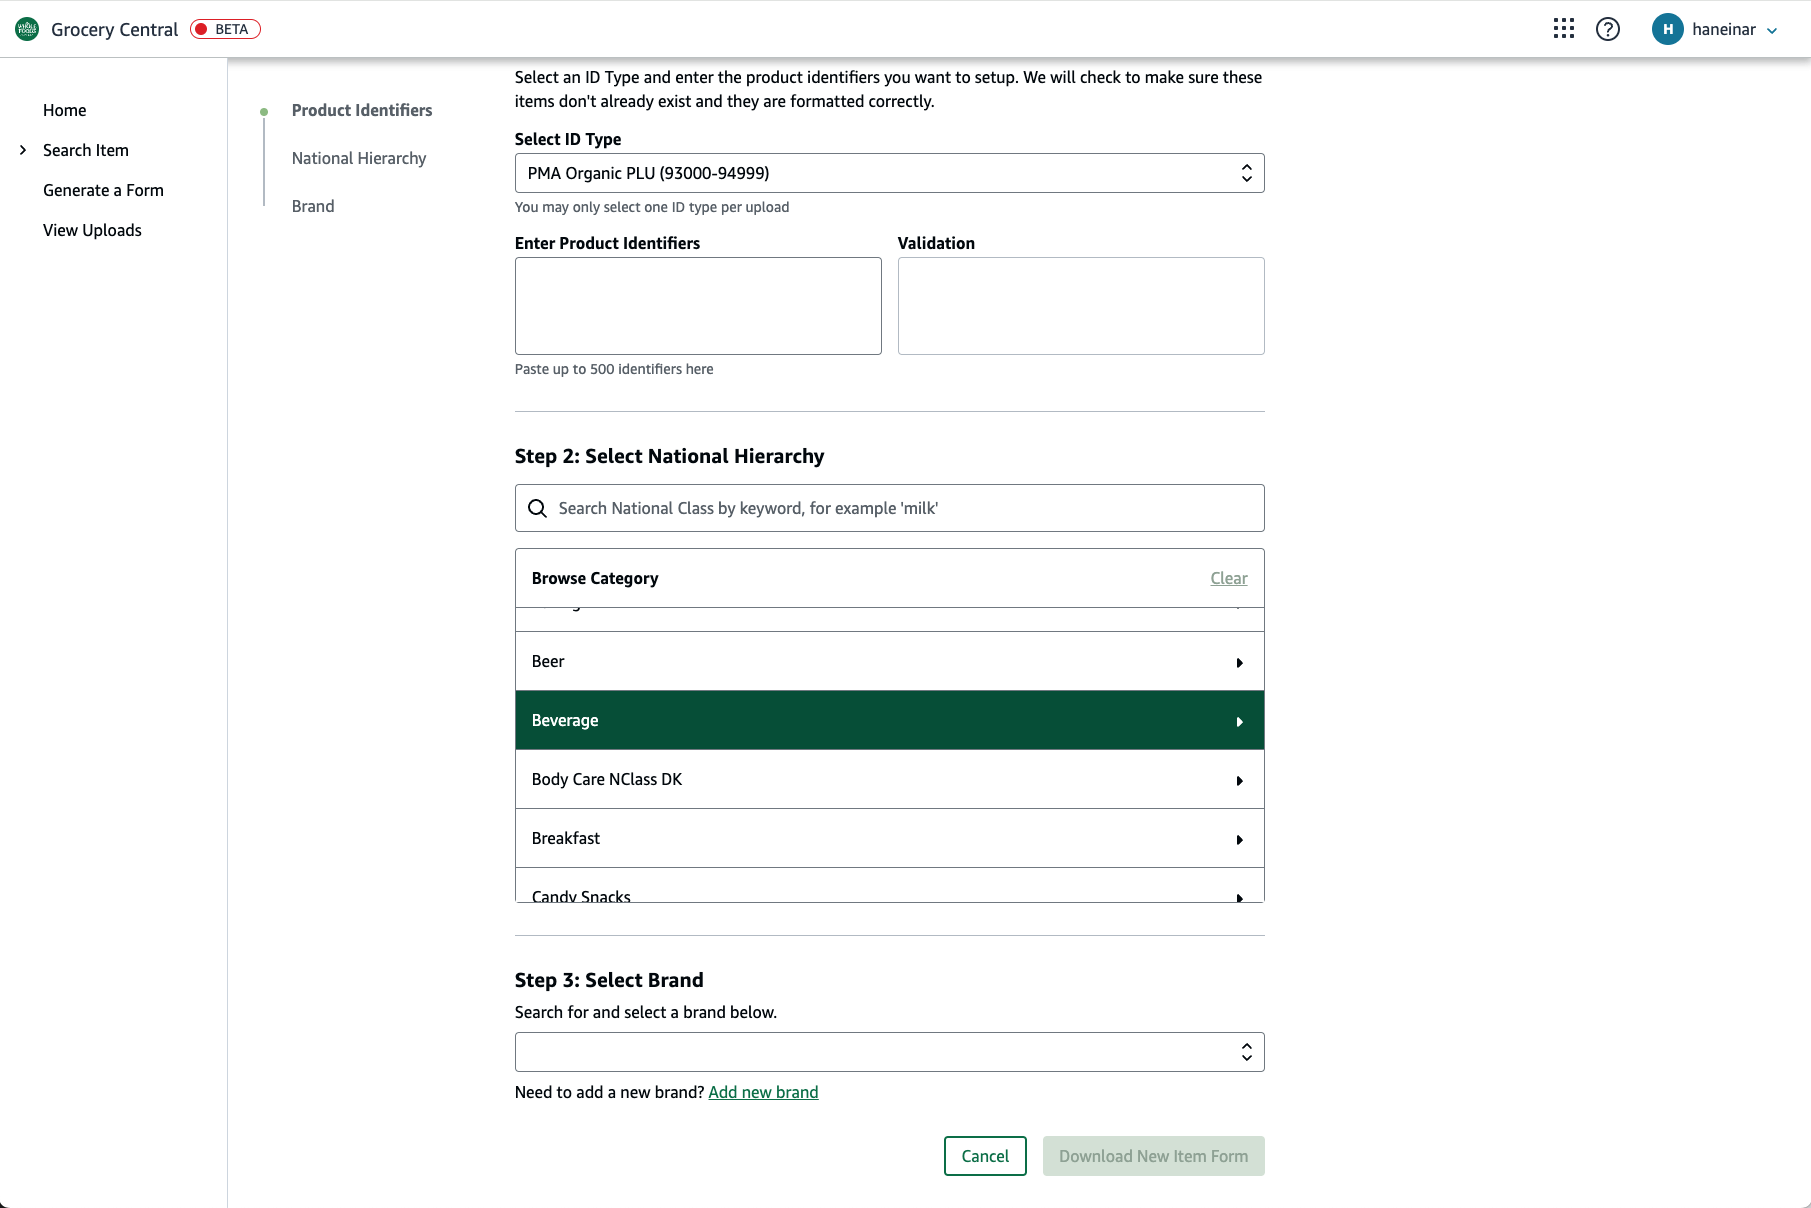 WHOLE
FOODS
Grocery Central
BETA
H
haneinar
Home
Search Item
Generate a Form
View Uploads
Product Identifiers
National Hierarchy
Brand
Select an ID Type and enter the product identifiers you want to setup. We will check to make sure these
items don't already exist and they are formatted correctly.
Select ID Type
PMA Organic PLU (93000-94999)
You may only select one ID type per upload
Enter Product Identifiers
Validation
Paste up to 500 identifiers here
Step 2: Select National Hierarchy
Search National Class by keyword, for example 'milk'
Browse Category
Clear
Beer
Beverage
Body Care NClass DK
Breakfast
Candy Snacks
Step 3: Select Brand
Search for and select a brand below.
Need to add a new brand? Add new brand
Cancel
Download New Item Form